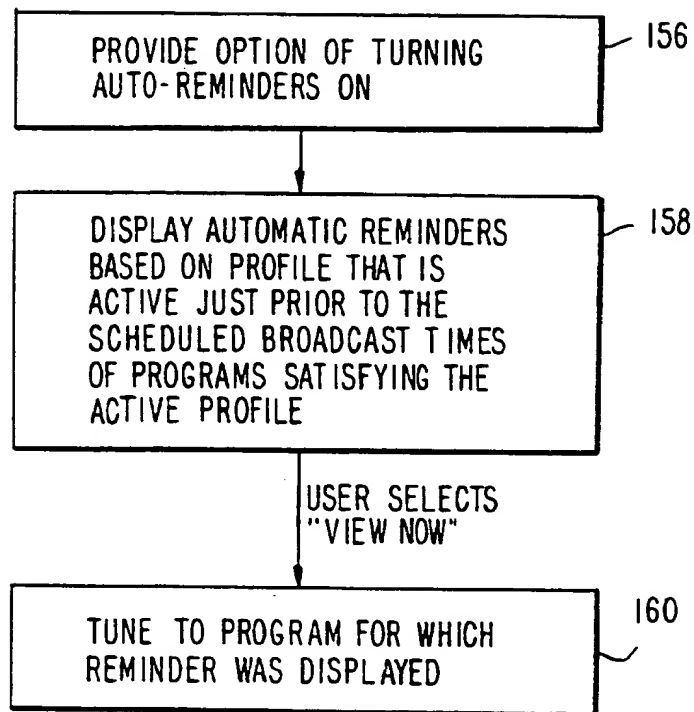 PROVIDE OPTION OF TURNING
AUTO-REMINDERS ON
156
DISPLAY AUTOMATIC REMINDERS
BASED ON PROFILE THAT IS
ACTIVE JUST PRIOR TO THE
SCHEDULED BROADCAST TIMES
OF PROGRAMS SATISFYING THE
ACTIVE PROFILE
158
USER SELECTS
"VIEW NOW"
TUNE TO PROGRAM FOR WHICH
REMINDER WAS DISPLAYED
160